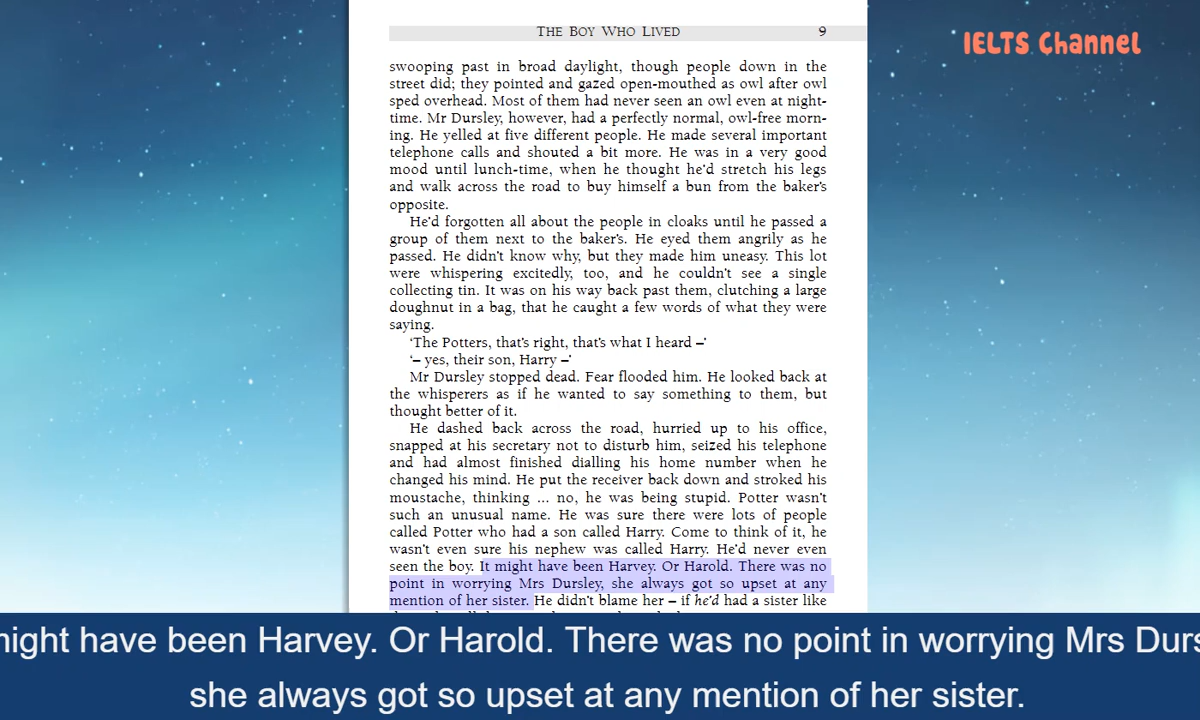 THE BOY WHO LIVED 9
IELTS Channel
swooping past in broad daylight, though people down in the
street did; they pointed and gazed open-mouthed as owl after owl
sped overhead. Most of them had never seen an owl even at night-
time. Mr Dursley, however, had a perfectly normal, owl-free morn-
ing. He yelled at five different people. He made several important
telephone calls and shouted a bit more. He was in a very good
mood until lunch-time, when he thought he'd stretch his legs
and walk across the road to buy himself a bun from the baker's
opposite.
He'd forgotten all about the people in cloaks until he passed a
group of them next to the baker's. He eyed them angrily as he
passed. He didn't know why, but they made him uneasy. This lot
were whispering excitedly, too, and he couldn't see a single
collecting tin. It was on his way back past them, clutching a large
doughnut in a bag, that he caught a few words of what they were
saying.
‘The Potters, that's right, that's what I heard –’
‘– yes, their son, Harry –’
Mr Dursley stopped dead. Fear flooded him. He looked back at
the whisperers as if he wanted to say something to them, but
thought better of it.
He dashed back across the road, hurried up to his office,
snapped at his secretary not to disturb him, seized his telephone
and had almost finished dialling his home number when he
changed his mind. He put the receiver back down and stroked his
moustache, thinking ... no, he was being stupid. Potter wasn't
such an unusual name. He was sure there were lots of people
called Potter who had a son called Harry. Come to think of it, he
wasn't even sure his nephew was called Harry. He'd never even
seen the boy. It might have been Harvey. Or Harold. There was no
point in worrying Mrs Dursley, she always got so upset at any
mention of her sister. He didn't blame her – if he'd had a sister like
might have been Harvey. Or Harold. There was no point in worrying Mrs Durs
she always got so upset at any mention of her sister.